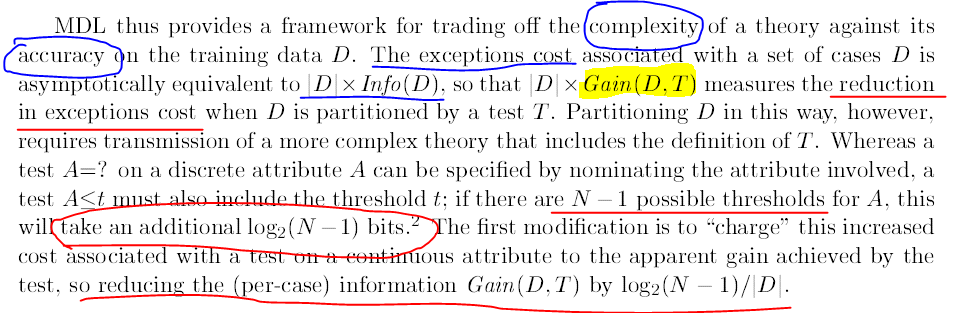 MDL thus provides a framework for trading off the complexity of a theory against its
accuracy on the training data D. The exceptions cost associated with a set of cases D is
asymptotically equivalent to |D|×Info(D), so that |D|×Gain(D,T) measures the reduction
in exceptions cost when D is partitioned by a test T. Partitioning D in this way, however,
requires transmission of a more complex theory that includes the definition of T. Whereas a
test A=? on a discrete attribute A can be specified by nominating the attribute involved, a
test A≤t must also include the threshold t; if there are N − 1 possible thresholds for A, this
will take an additional log₂(N − 1) bits.² The first modification is to “charge” this increased
cost associated with a test on a continuous attribute to the apparent gain achieved by the
test, so reducing the (per-case) information Gain(D,T) by log₂(N − 1)/|D|.